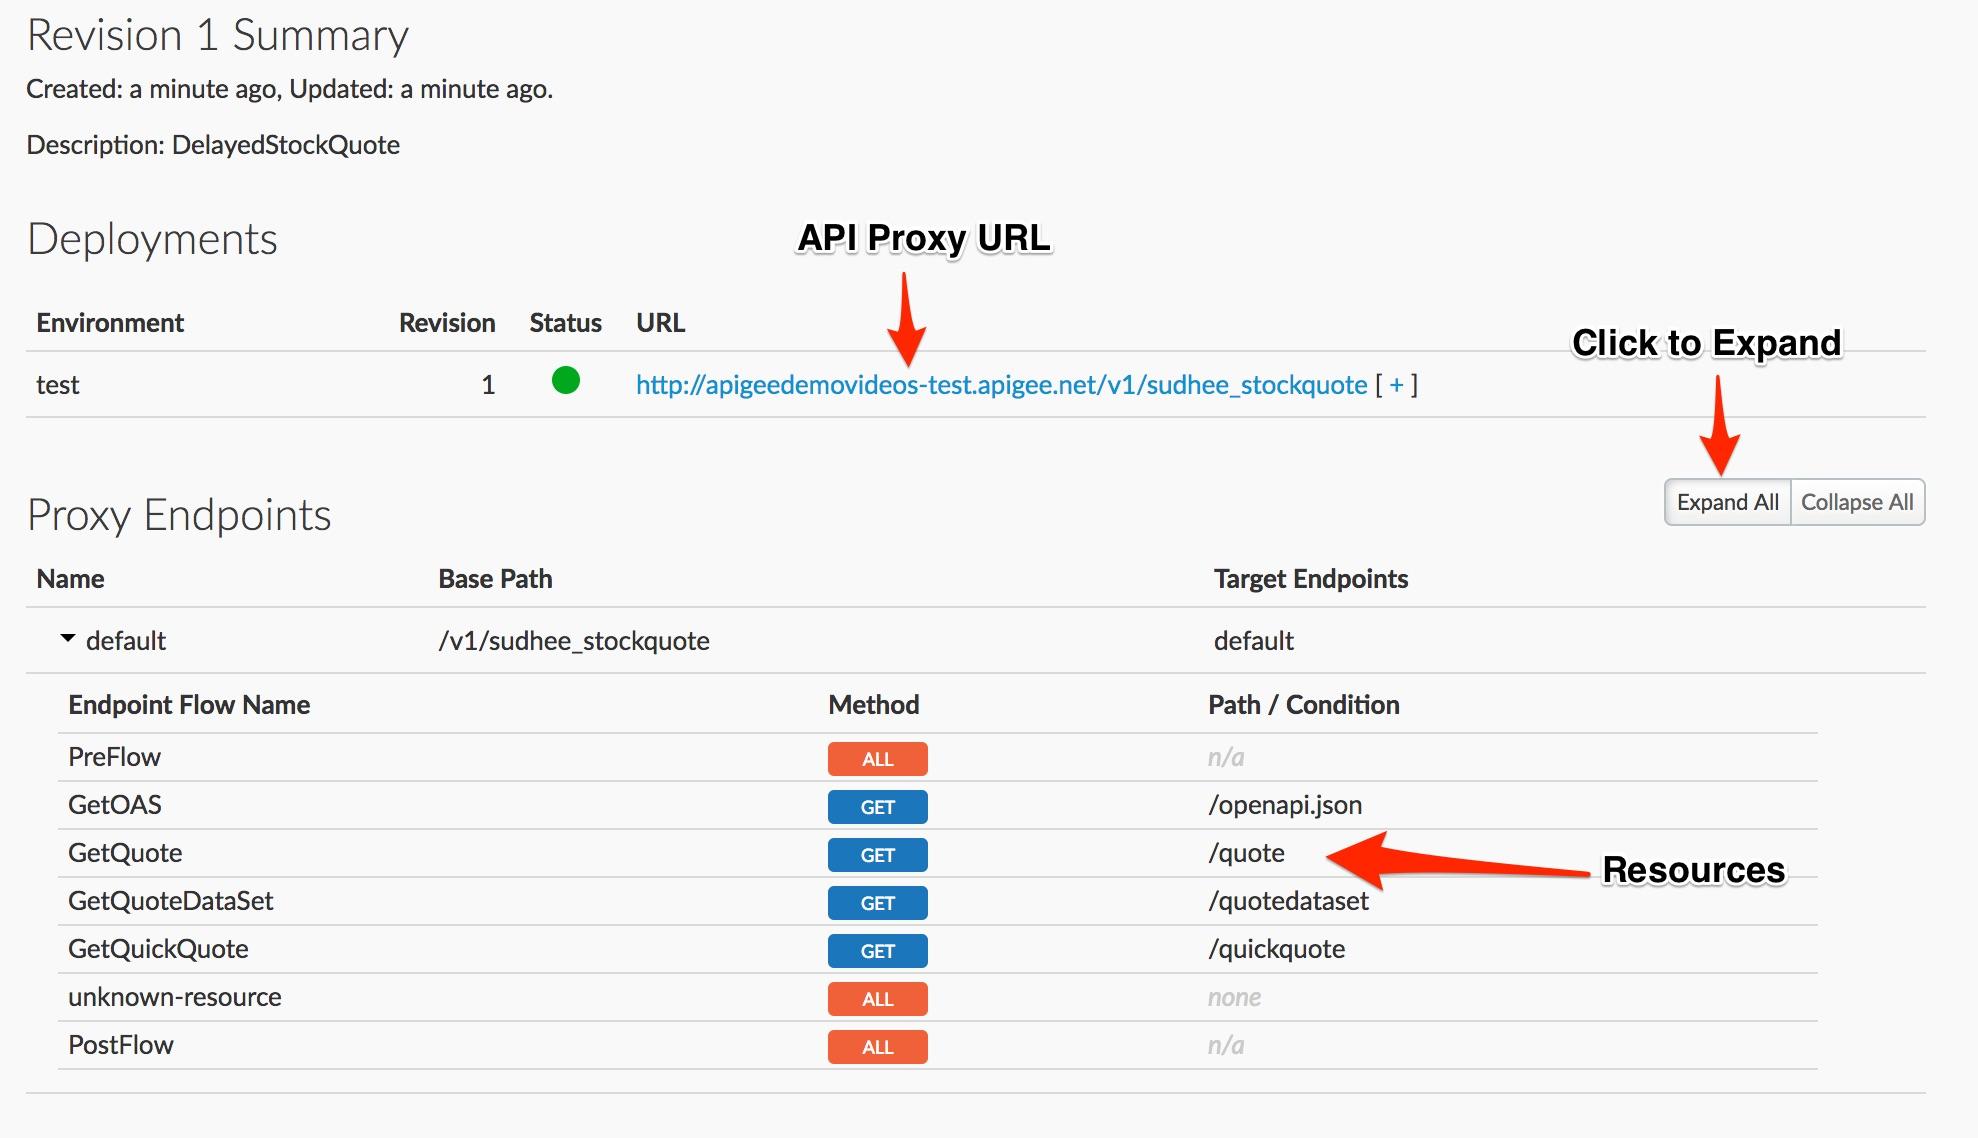 Revision 1 Summary
Created: a minute ago, Updated: a minute ago.
Description: DelayedStockQuote
Deployments
API Proxy URL
Environment Revision Status URL
Click to Expand
test 1 http://apigeedemovideos-test.apigee.net/v1/sudhee_stockquote [ + ]
Proxy Endpoints
Expand All Collapse All
Name Base Path Target Endpoints
default /v1/sudhee_stockquote default
Endpoint Flow Name Method Path / Condition
PreFlow ALL n/a
GetOAS GET /openapi.json
GetQuote GET /quote
Resources
GetQuoteDataSet GET /quotedataset
GetQuickQuote GET /quickquote
unknown-resource ALL none
PostFlow ALL n/a